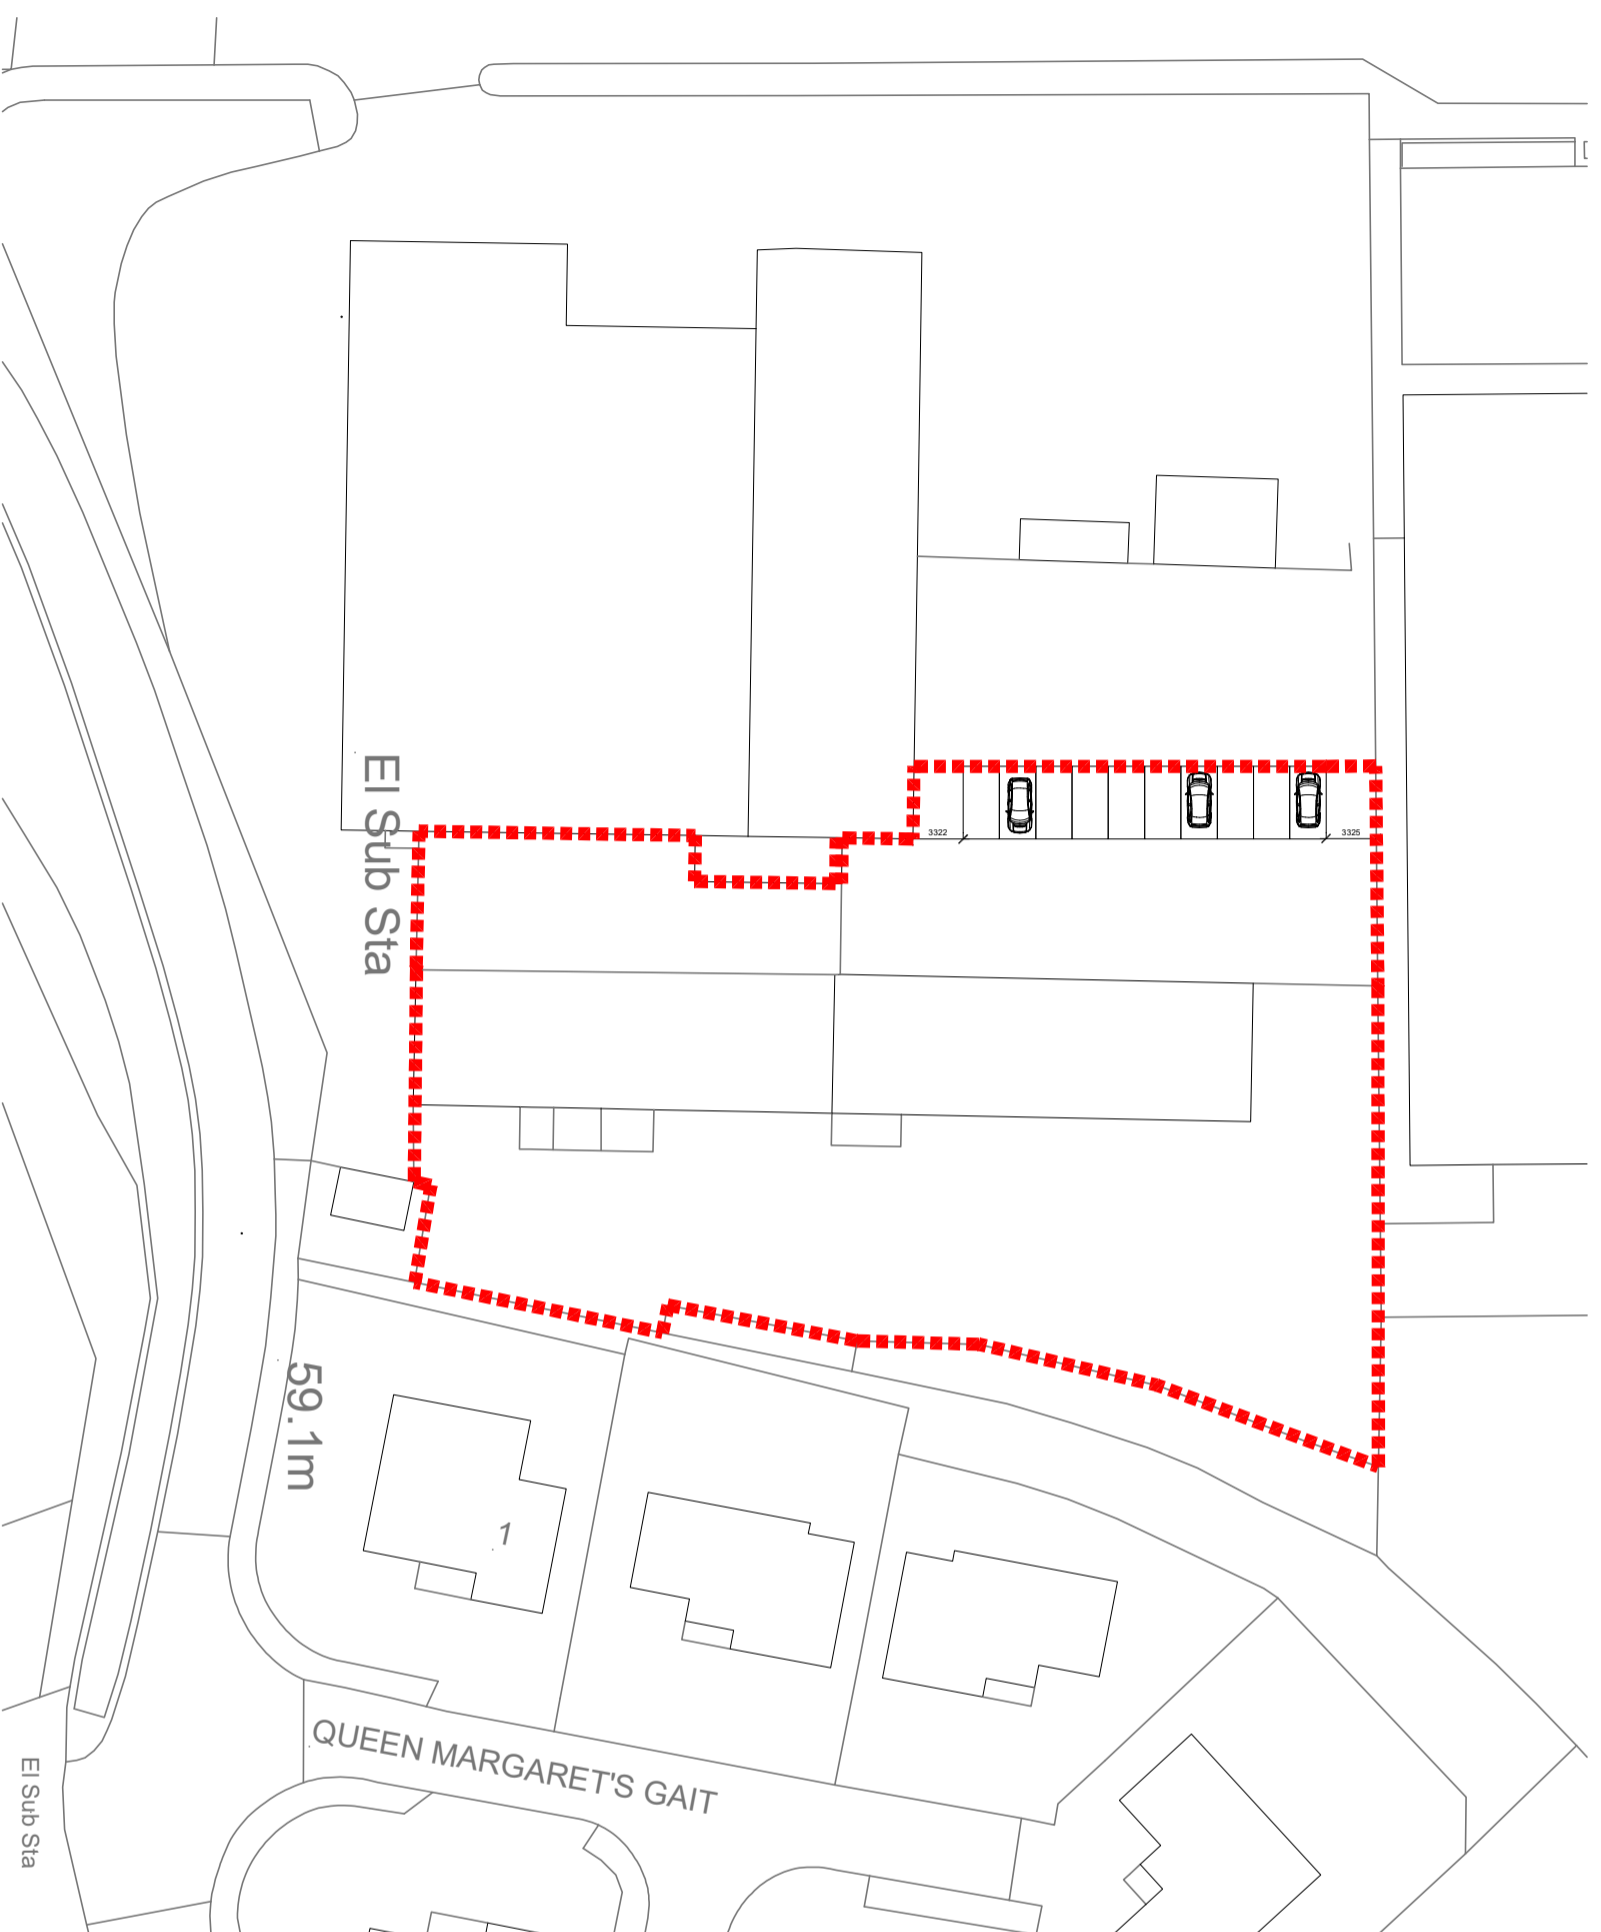 El Sub Sta
3322
3325
59.1m
1
QUEEN MARGARET'S GAIT
El Sub Sta